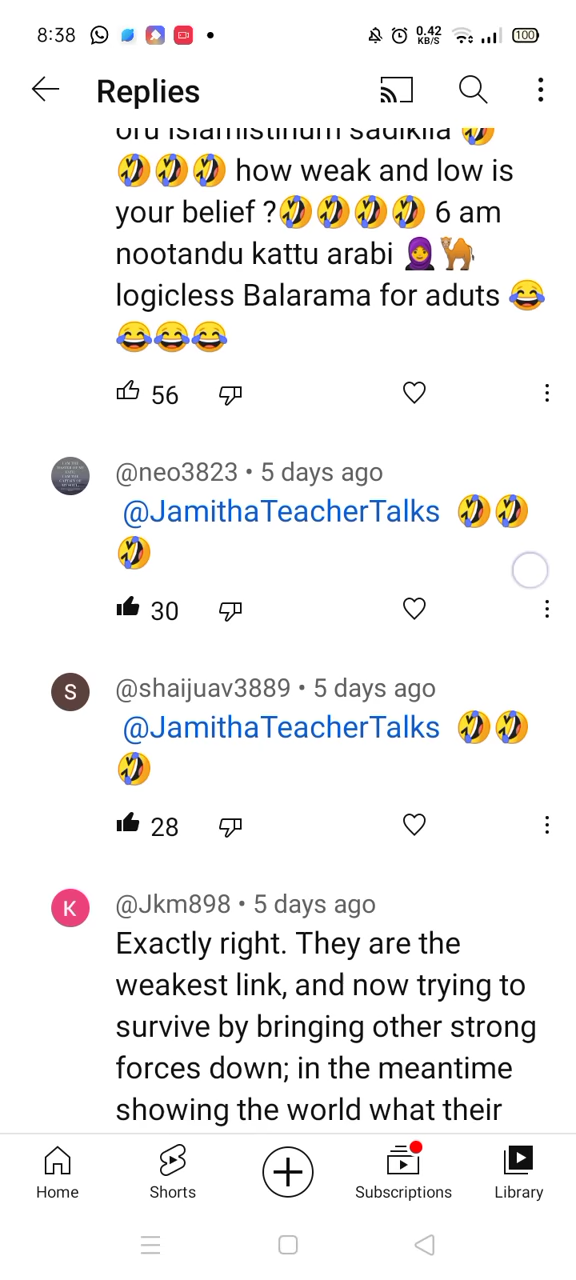 8:38
0.42
KB/S
100
Replies
oru islamistinum sadikila 🤣
🤣🤣🤣 how weak and low is
your belief ?🤣🤣🤣🤣 6 am
nootandu kattu arabi 🧕🐪
logicless Balarama for aduts 😂
😂😂😂
56
@neo3823 • 5 days ago
@JamithaTeacherTalks 🤣🤣
🤣
30
S
@shaijuav3889 • 5 days ago
@JamithaTeacherTalks 🤣🤣
🤣
28
K
@Jkm898 • 5 days ago
Exactly right. They are the
weakest link, and now trying to
survive by bringing other strong
forces down; in the meantime
showing the world what their
Home
Shorts
Subscriptions
Library